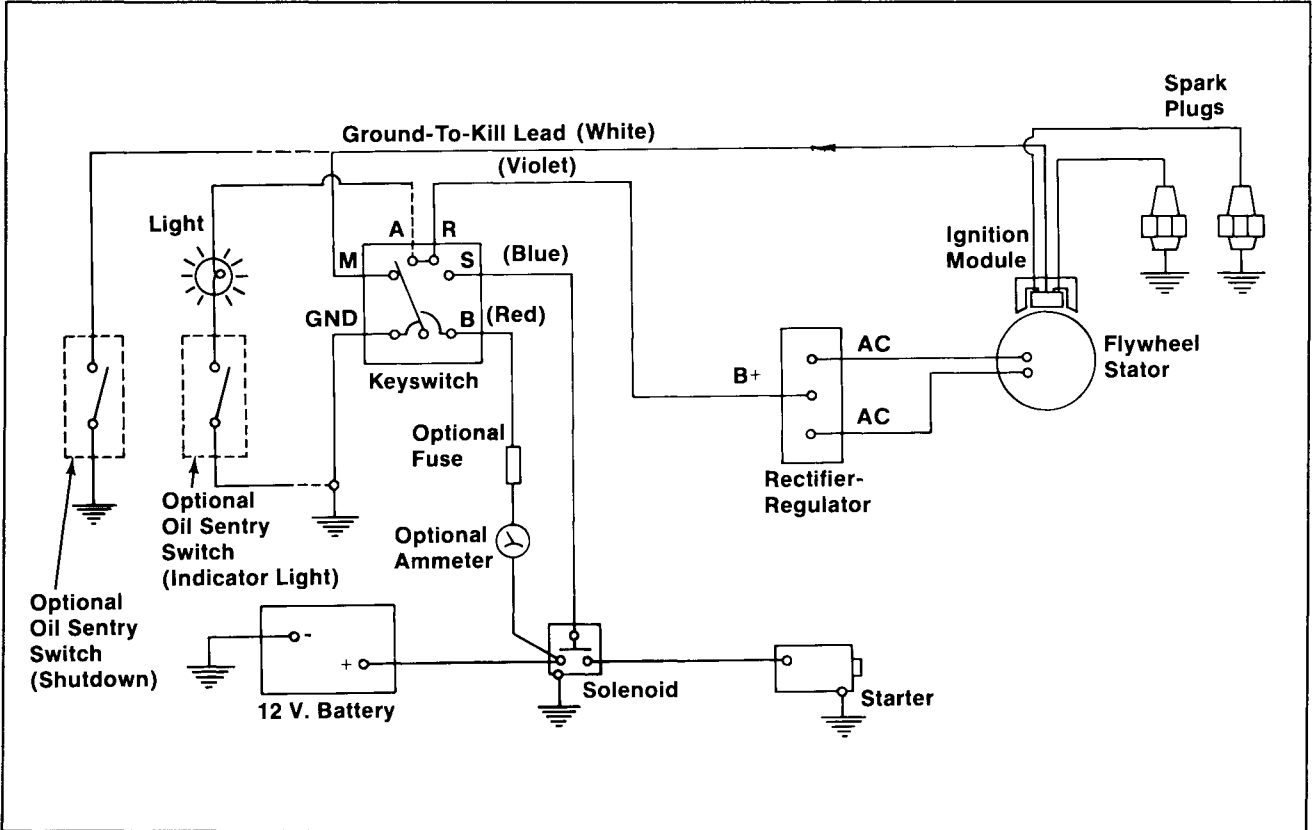 Spark
Plugs
Ground-To-Kill Lead (White)
(Violet)
Light
A
R
M
S
(Blue)
GND
B
(Red)
Keyswitch
Ignition
Module
Flywheel
Stator
AC
B+
AC
Rectifier-
Regulator
Optional
Fuse
Optional
Ammeter
Optional
Oil Sentry
Switch
(Indicator Light)
Optional
Oil Sentry
Switch
(Shutdown)
-
+
12 V. Battery
Solenoid
Starter